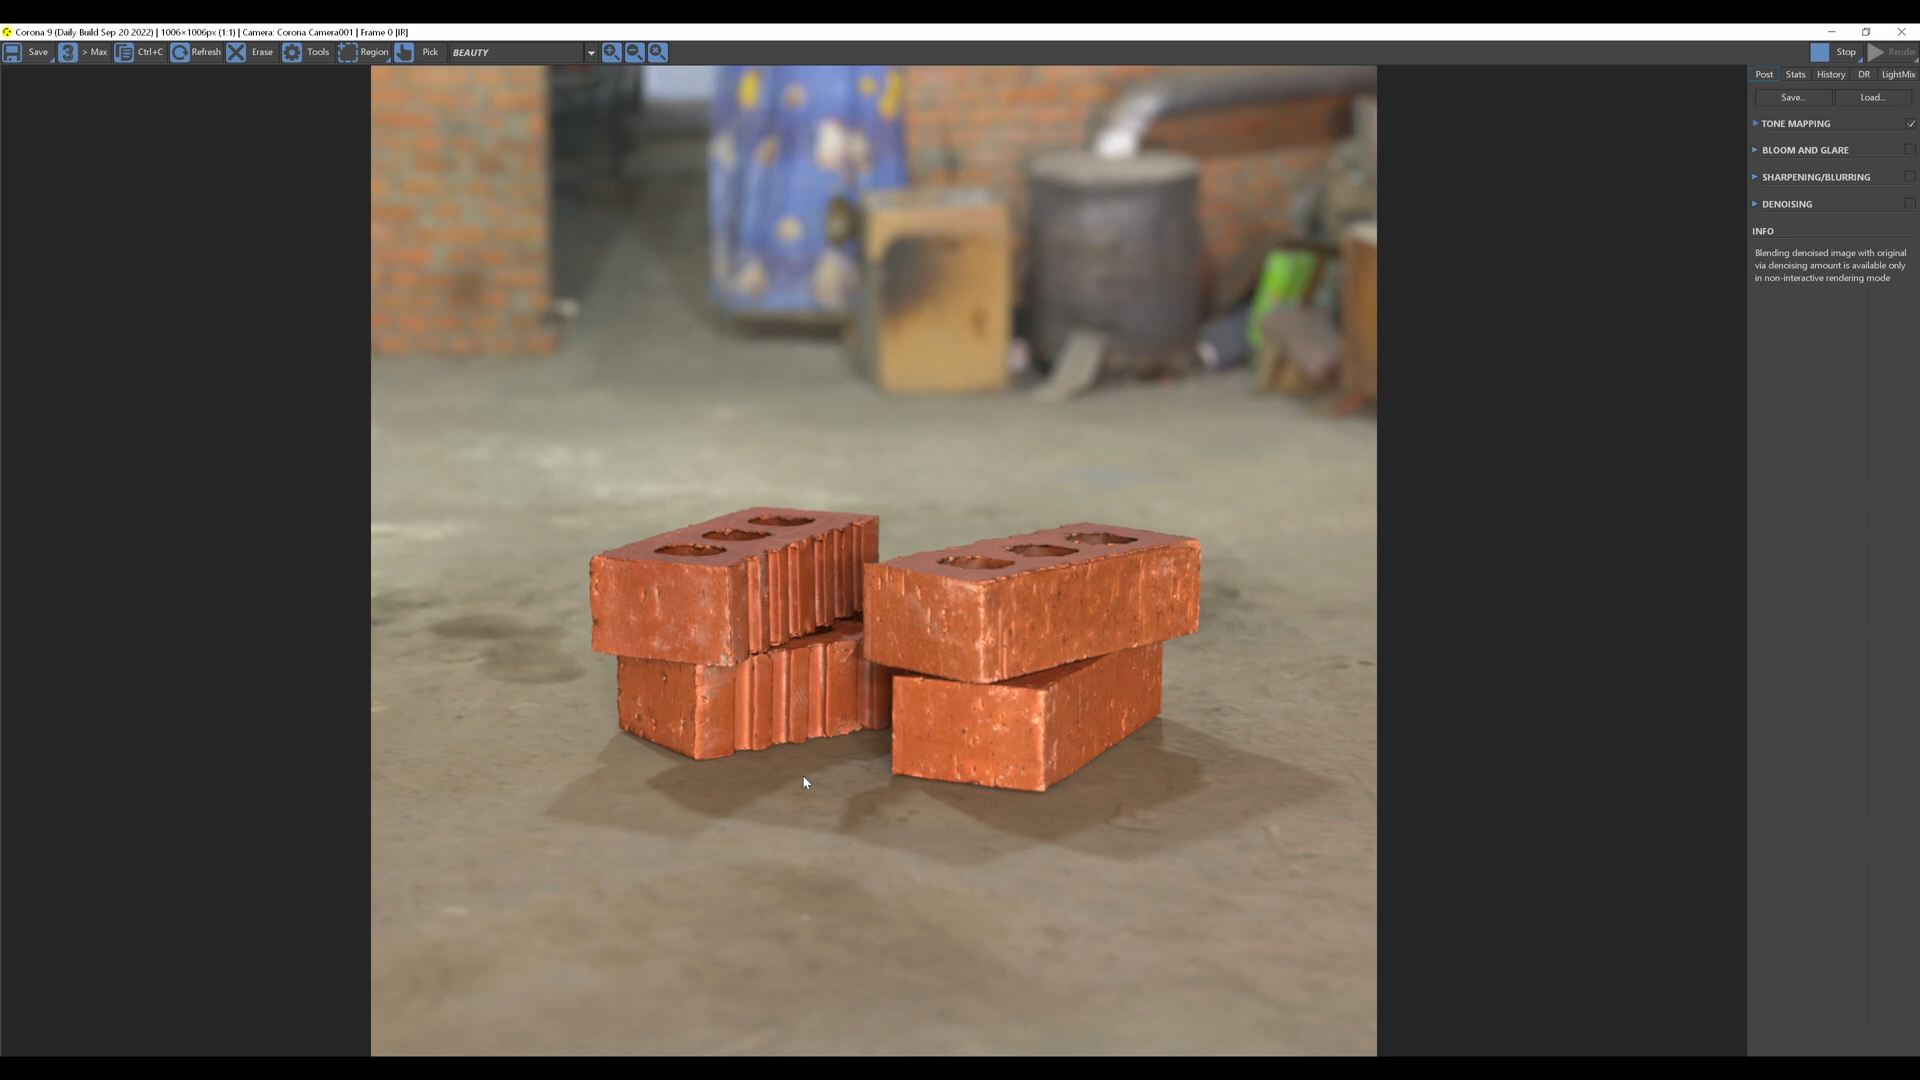 Corona 9 (Daily Build Sep 20 2022) | 1006×1006px (1:1) | Camera: Corona Camera001 | Frame 0 [IR]
Save 3 > Max Ctrl+C Refresh Erase Tools Region Pick BEAUTY Stop Render
Post Stats History DR LightMix
Save... Load...
TONE MAPPING
BLOOM AND GLARE
SHARPENING/BLURRING
DENOISING
INFO
Blending denoised image with original
via denoising amount is available only
in non-interactive rendering mode